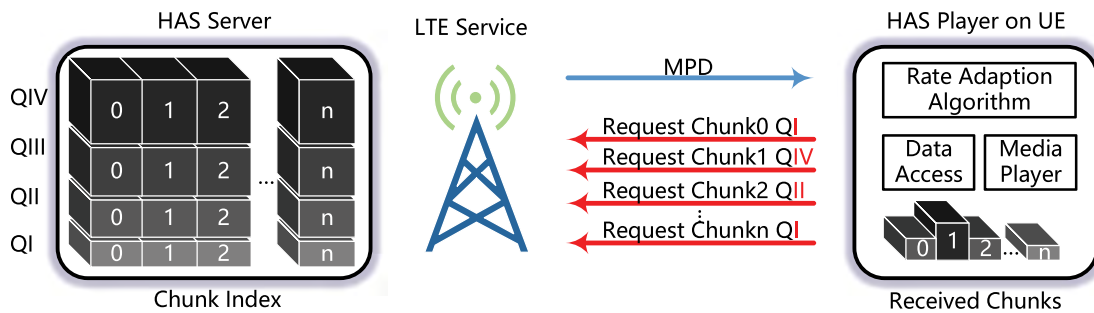 HAS Server
LTE Service
HAS Player on UE
QIV
QIII
QII
QI
0 1 2 ... n
0 1 2 n
0 1 2 n
0 1 2 n
Chunk Index
MPD
Request Chunk0 QI
Request Chunk1 QIV
Request Chunk2 QII
⋮
Request Chunkn QI
Rate Adaption
Algorithm
Data
Access
Media
Player
0 1 2 ... n
Received Chunks